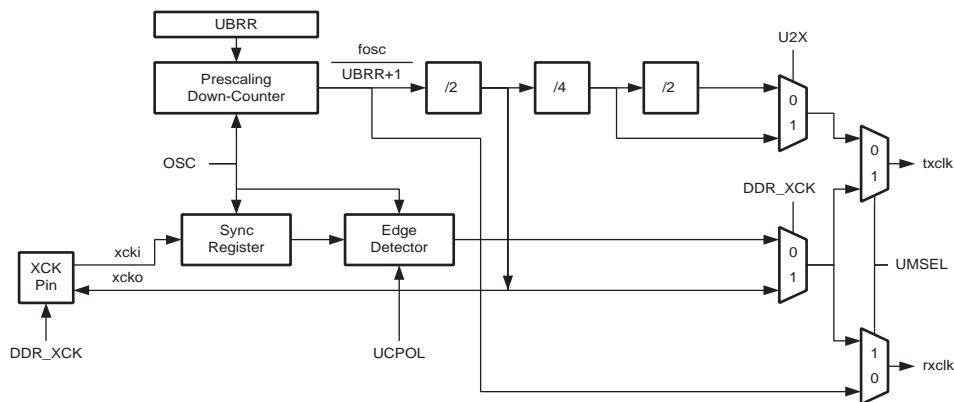 UBRR
fosc
U2X
Prescaling
Down-Counter
UBRR+1
/2
/4
/2
0
1
OSC
0
1
txclk
DDR_XCK
Sync
Register
Edge
Detector
0
1
xcki
XCK
Pin
xcko
UMSEL
DDR_XCK
UCPOL
1
0
rxclk